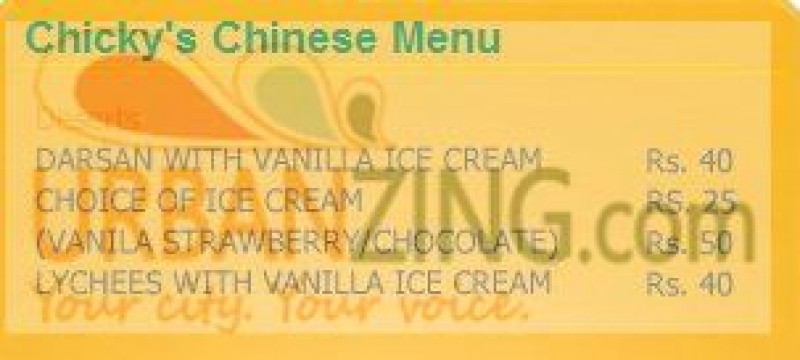 Chicky's Chinese Menu
Deserts
DARSAN WITH VANILLA ICE CREAM Rs. 40
CHOICE OF ICE CREAM RS. 25
(VANILA STRAWBERRY/CHOCOLATE) Rs. 50
LYCHEES WITH VANILLA ICE CREAM Rs. 40
URBANZING.com
Your city. Your voice.